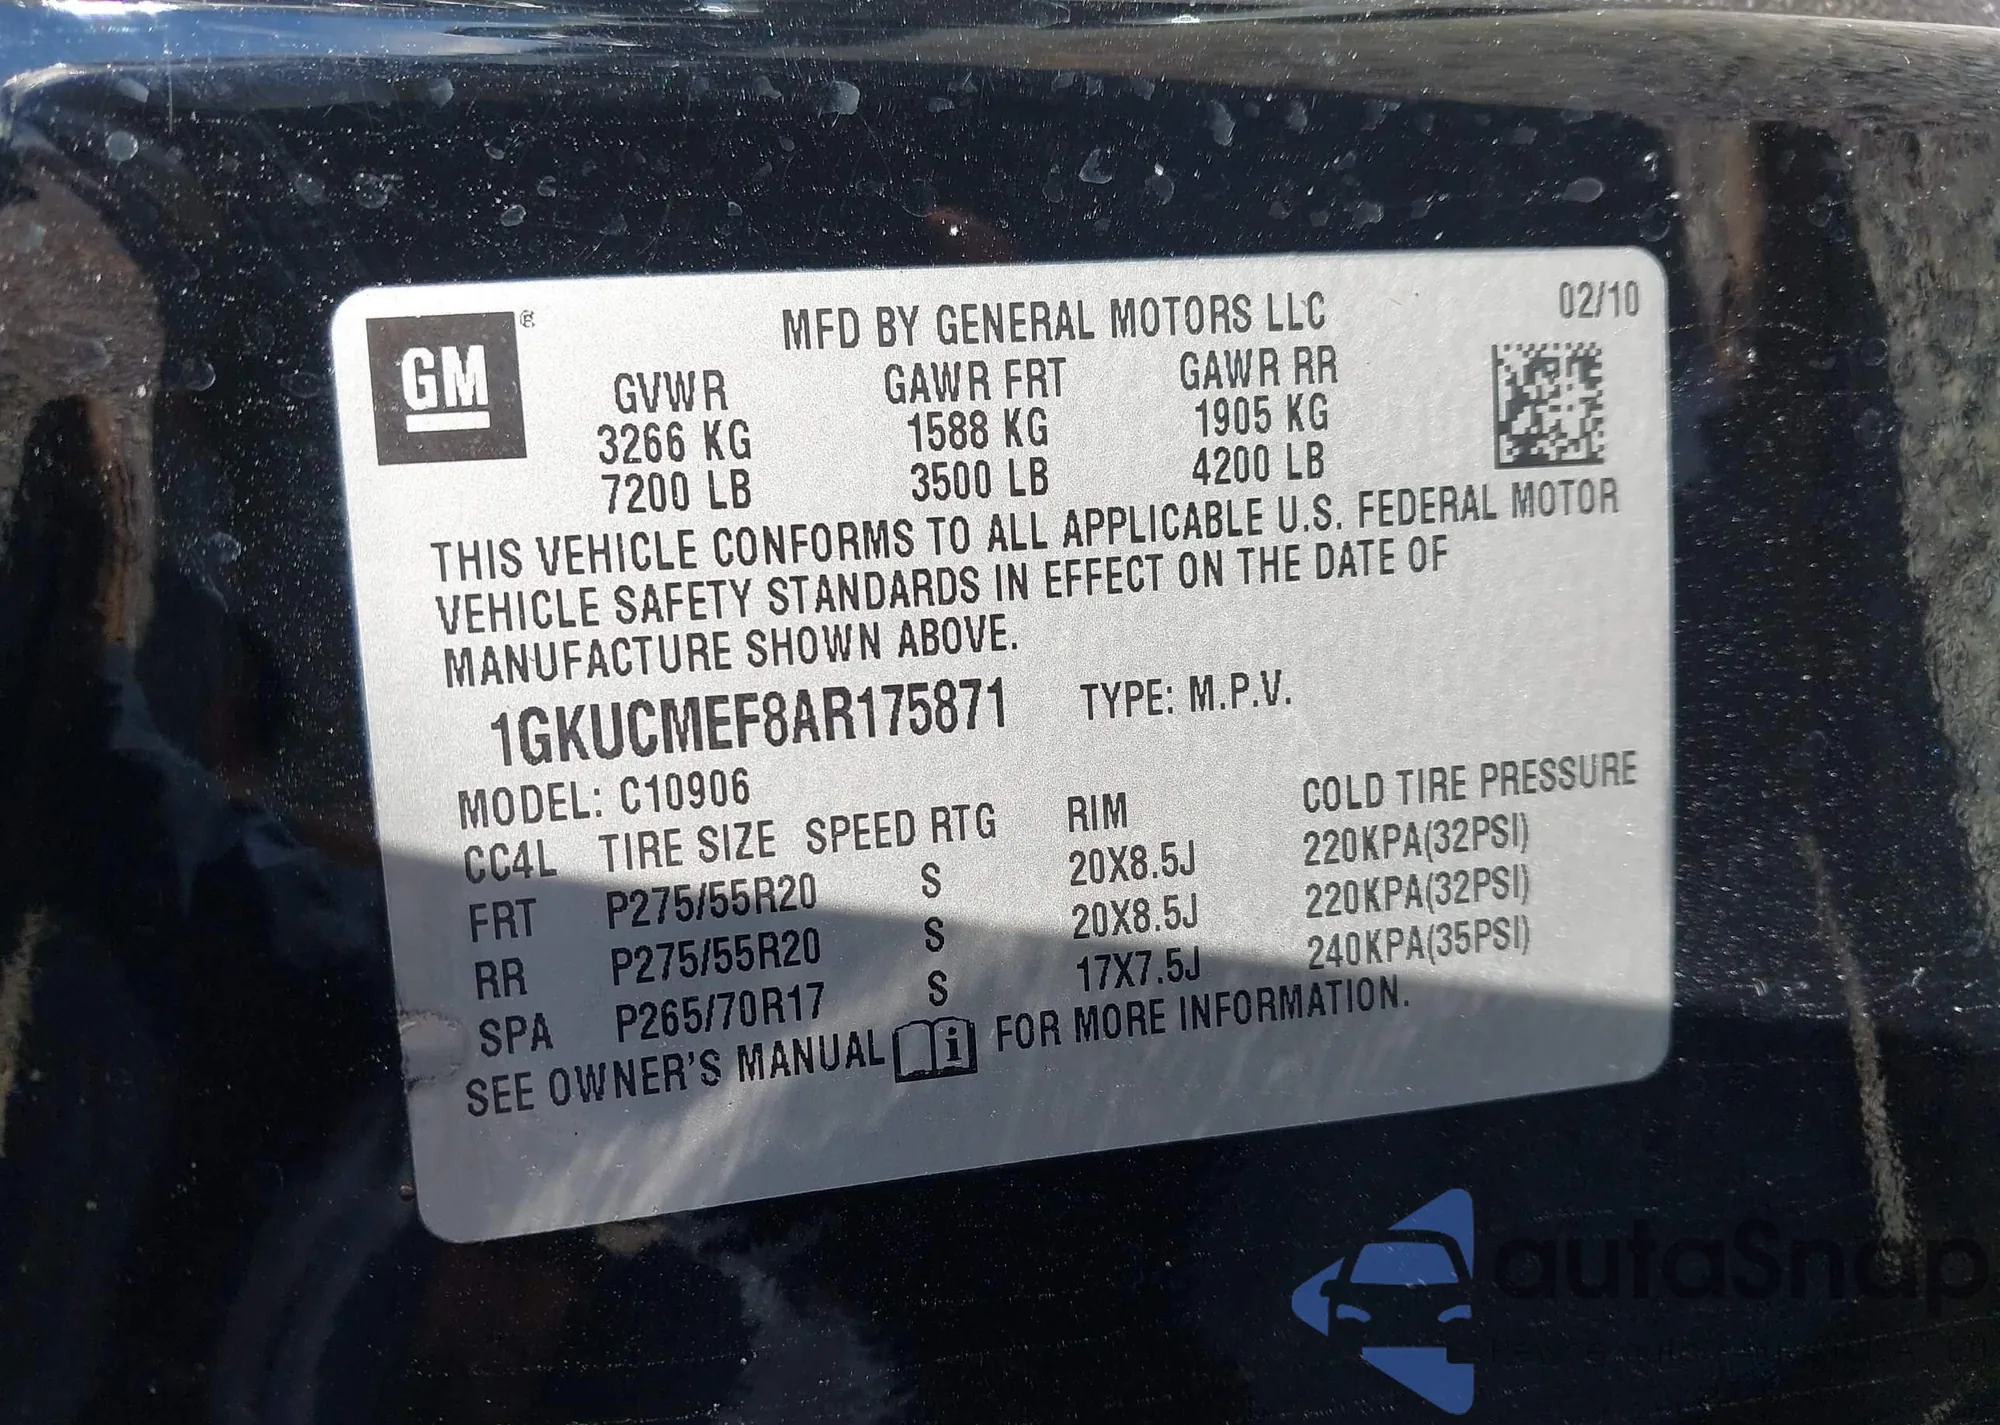 GM ®
MFD BY GENERAL MOTORS LLC 02/10
GVWR GAWR FRT GAWR RR
3266 KG 1588 KG 1905 KG
7200 LB 3500 LB 4200 LB
THIS VEHICLE CONFORMS TO ALL APPLICABLE U.S. FEDERAL MOTOR
VEHICLE SAFETY STANDARDS IN EFFECT ON THE DATE OF
MANUFACTURE SHOWN ABOVE.
1GKUCMEF8AR175871 TYPE: M.P.V.
MODEL: C10906
CC4L TIRE SIZE SPEED RTG RIM COLD TIRE PRESSURE
FRT P275/55R20 S 20X8.5J 220KPA(32PSI)
RR P275/55R20 S 20X8.5J 220KPA(32PSI)
SPA P265/70R17 S 17X7.5J 240KPA(35PSI)
SEE OWNER'S MANUAL i FOR MORE INFORMATION.
autoSnap